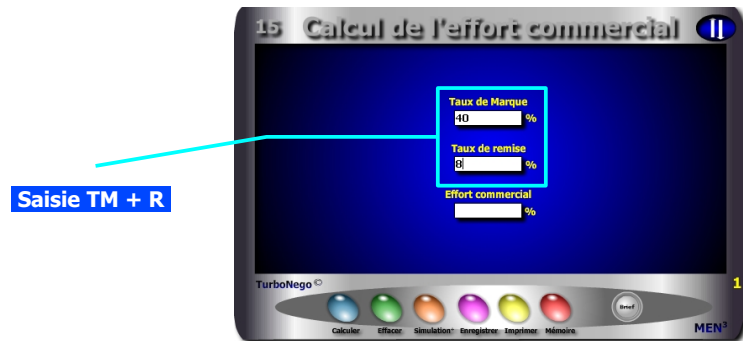 15 Calcul de l'effort commercial
Taux de Marque
40 %
Taux de remise
8 %
Saisie TM + R
Effort commercial
%
TurboNego ©
1
Brief
Calculer Effacer Simulation+ Enregistrer Imprimer Mémoire
MEN³